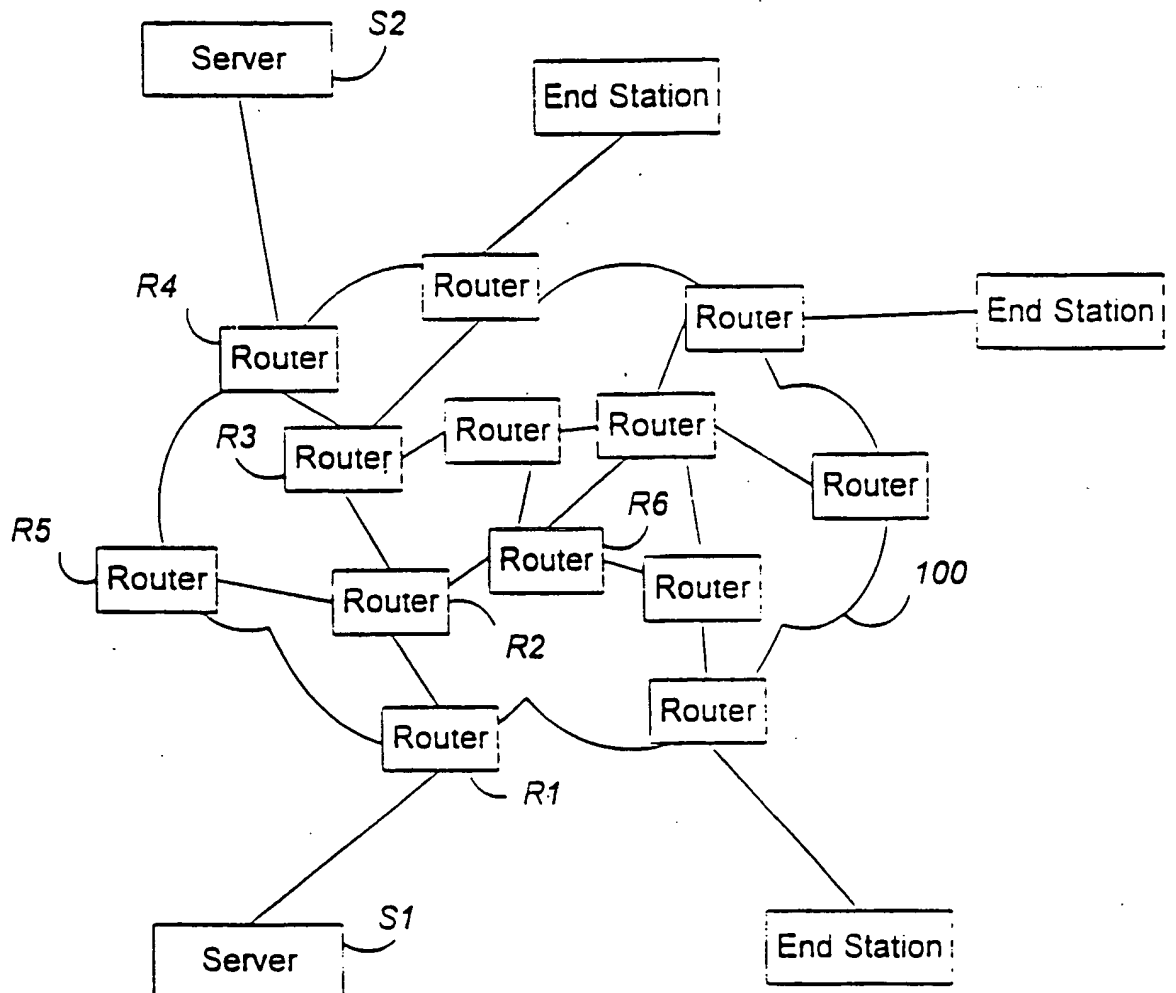 S2
Server
End Station
Router
R4
End Station
Router
Router
Router
Router
R3
Router
Router
R6
R5
Router
Router
Router
100
Router
R2
Router
Router
R1
S1
Server
End Station